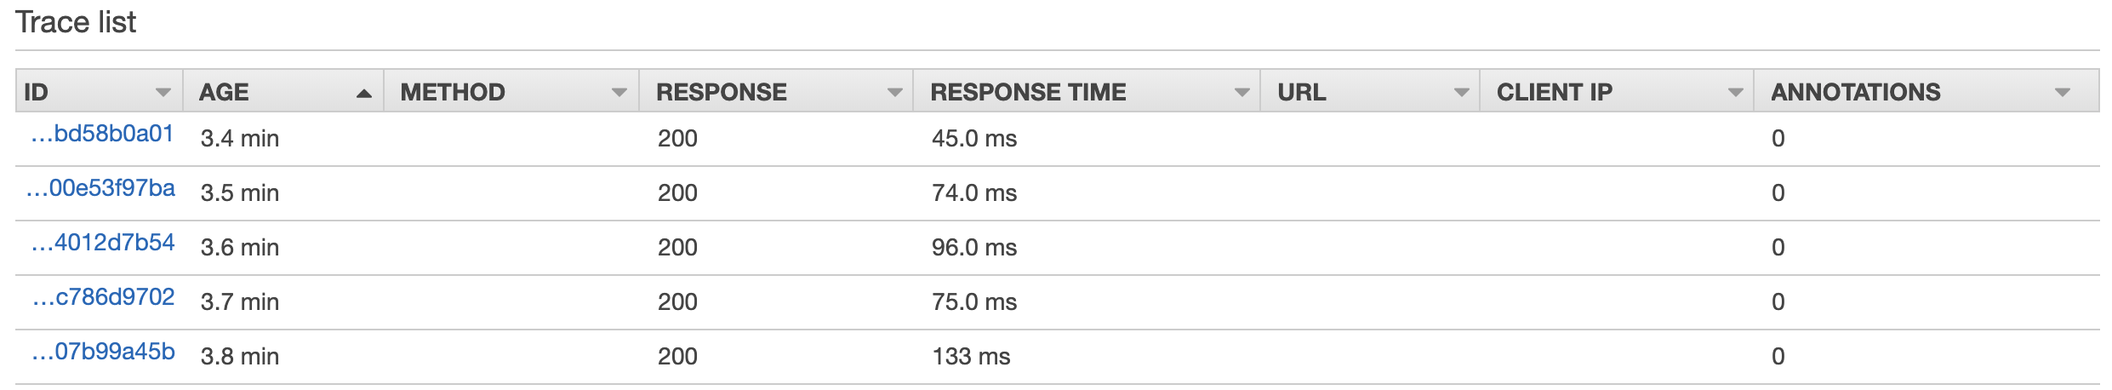 Trace list
ID AGE METHOD RESPONSE RESPONSE TIME URL CLIENT IP ANNOTATIONS
...bd58b0a01 3.4 min 200 45.0 ms 0
...00e53f97ba 3.5 min 200 74.0 ms 0
...4012d7b54 3.6 min 200 96.0 ms 0
...c786d9702 3.7 min 200 75.0 ms 0
...07b99a45b 3.8 min 200 133 ms 0